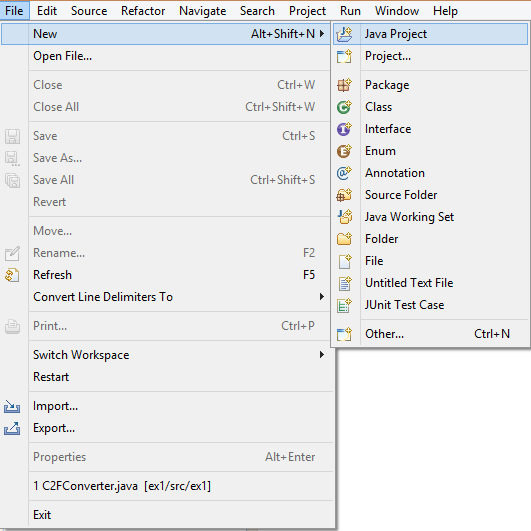 File Edit Source Refactor Navigate Search Project Run Window Help
New Alt+Shift+N
Open File...
Close Ctrl+W
Close All Ctrl+Shift+W
Save Ctrl+S
Save As...
Save All Ctrl+Shift+S
Revert
Move...
Rename... F2
Refresh F5
Convert Line Delimiters To
Print... Ctrl+P
Switch Workspace
Restart
Import...
Export...
Properties Alt+Enter
1 C2FConverter.java [ex1/src/ex1]
Exit
Java Project
Project...
Package
Class
Interface
Enum
Annotation
Source Folder
Java Working Set
Folder
File
Untitled Text File
JUnit Test Case
Other... Ctrl+N